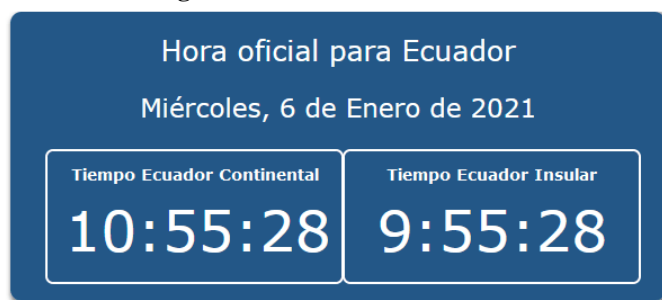 Hora oficial para Ecuador
Miércoles, 6 de Enero de 2021
Tiempo Ecuador Continental
10:55:28
Tiempo Ecuador Insular
9:55:28